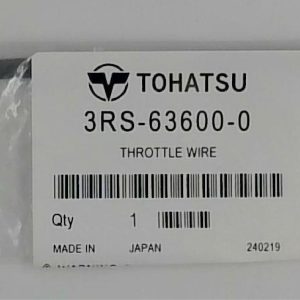 TOHATSU
3RS-63600-0
THROTTLE WIRE
Qty 1
MADE IN JAPAN 240219